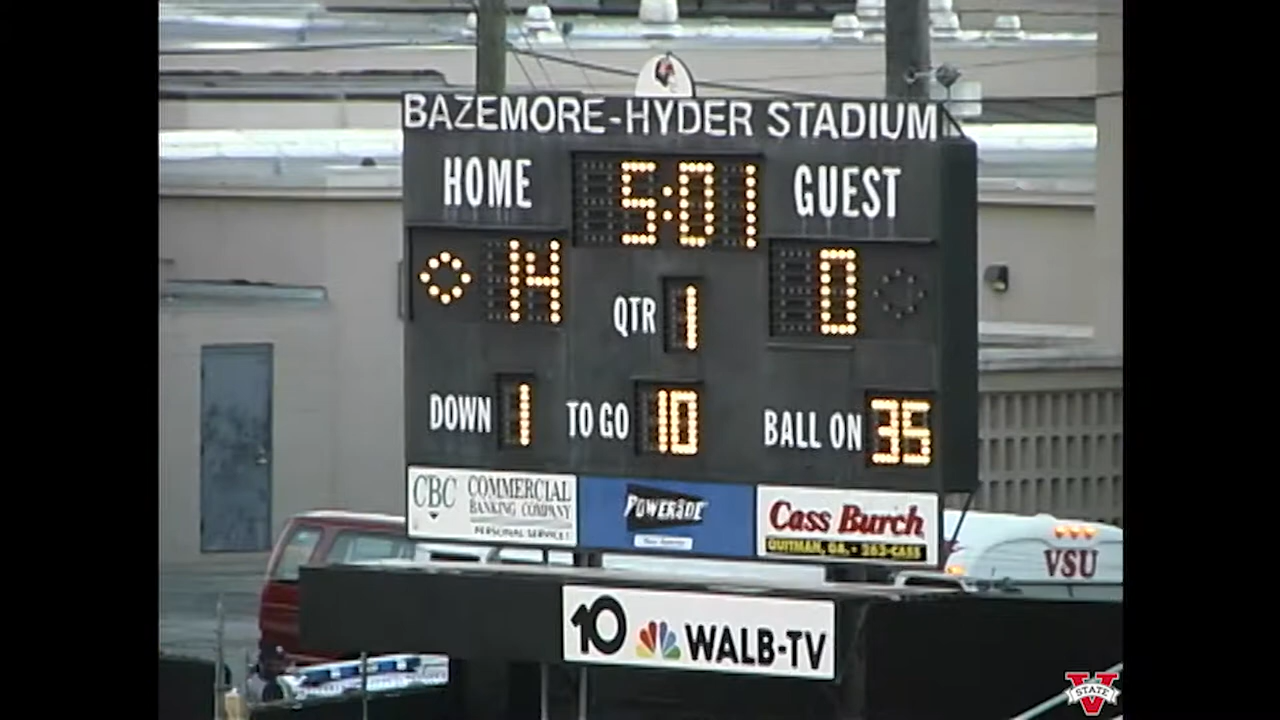 BAZEMORE-HYDER STADIUM
HOME 5:01 GUEST
14 QTR 1 0
DOWN 1 TO GO 10 BALL ON 35
CBC COMMERCIAL
BANKING COMPANY
PERSONAL SERVICE!
POWERADE
Cass Burch
QUITMAN, GA. • 263-CASS
VSU
10 WALB-TV
V STATE